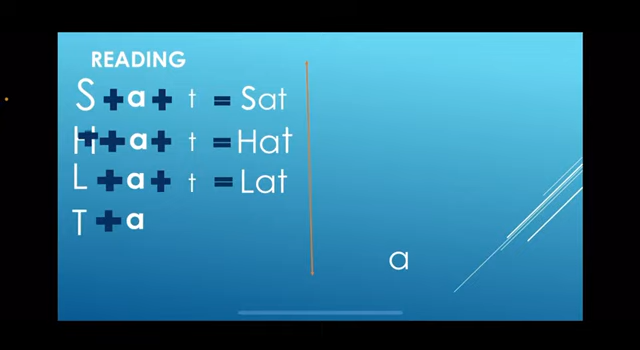 READING
S + a + t = Sat
H + a + t = Hat
L + a + t = Lat
T + a
a